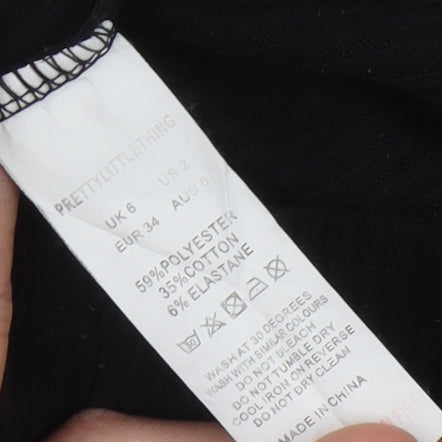 PRETTYLITTLETHING
UK 6 US 2
EUR 34 AUS 6
59%POLYESTER
35%COTTON
6% ELASTANE
30
WASH AT 30 DEGREES
WASH WITH SIMILAR COLOURS
DO NOT BLEACH
DO NOT TUMBLE DRY
COOL IRON ON REVERSE
DO NOT DRY CLEAN
MADE IN CHINA